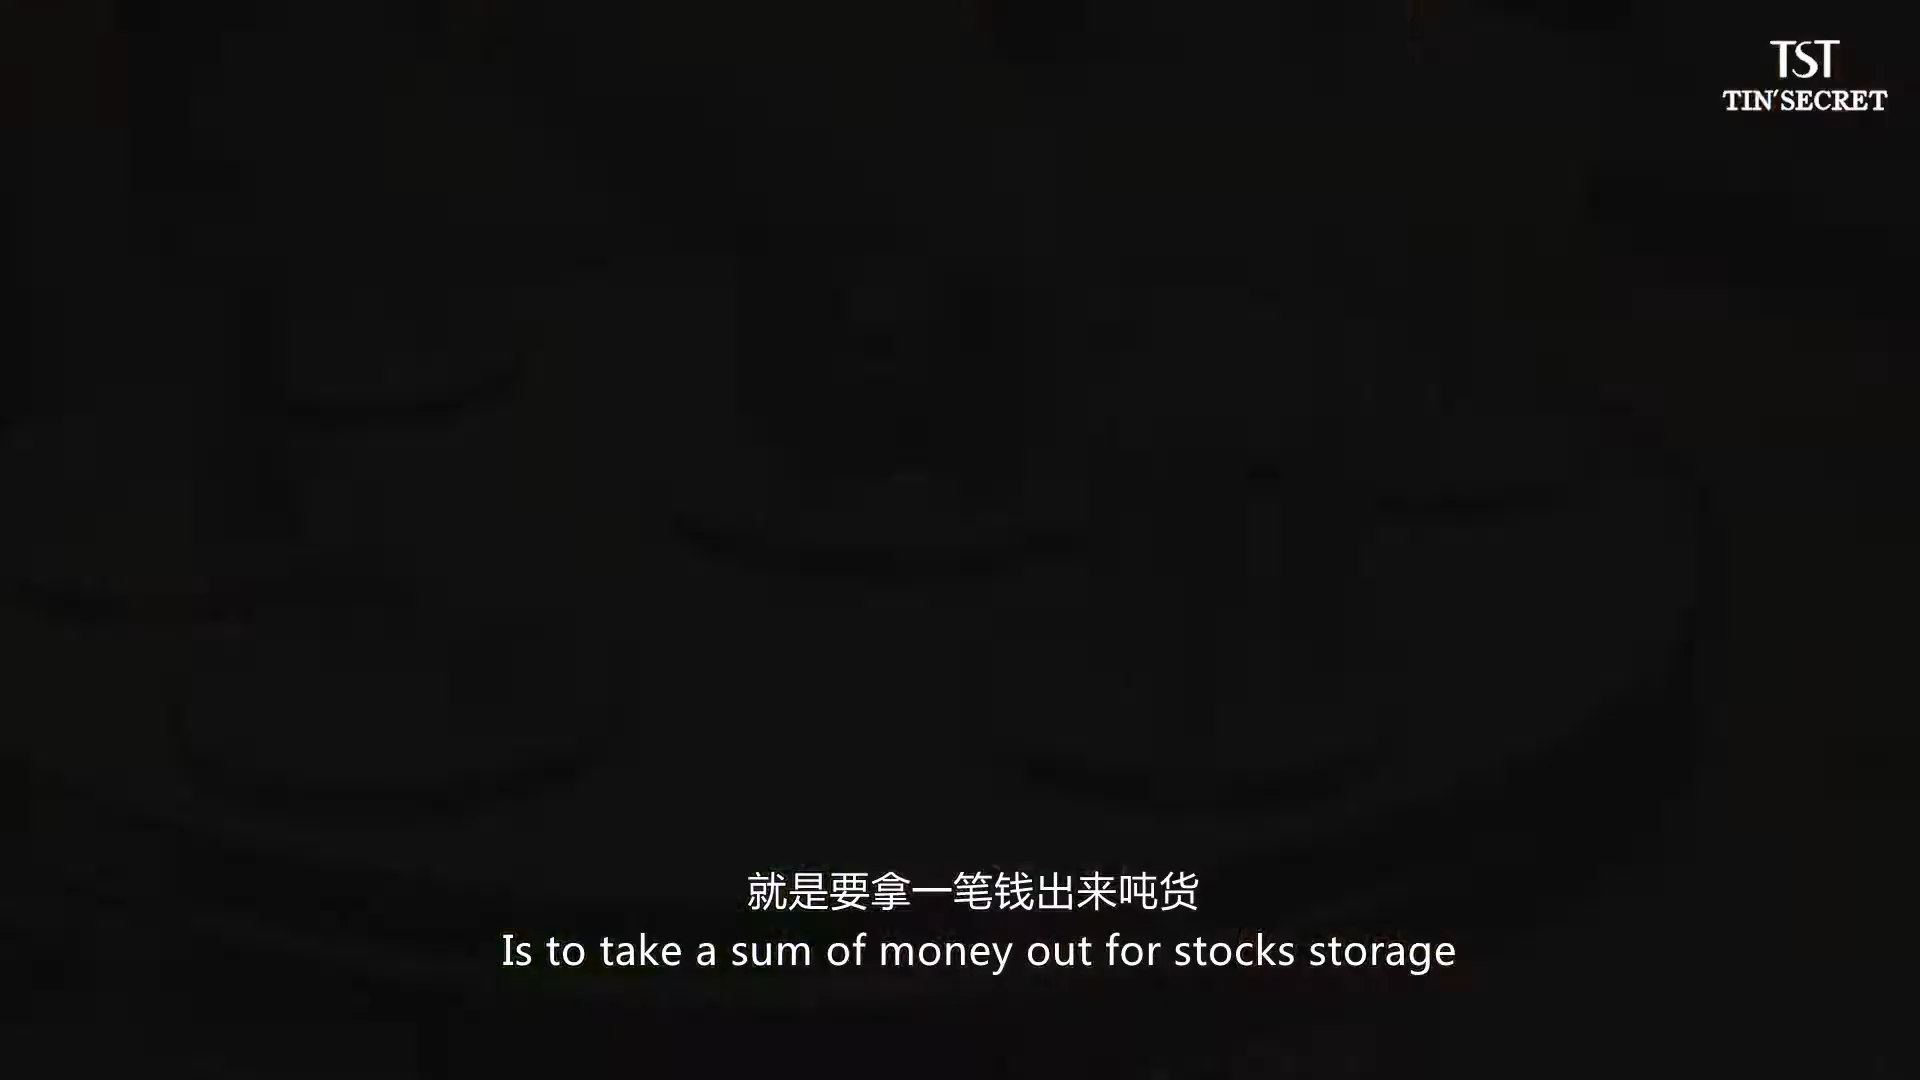 TST
TIN'SECRET
就是要拿一笔钱出来吨货
Is to take a sum of money out for stocks storage